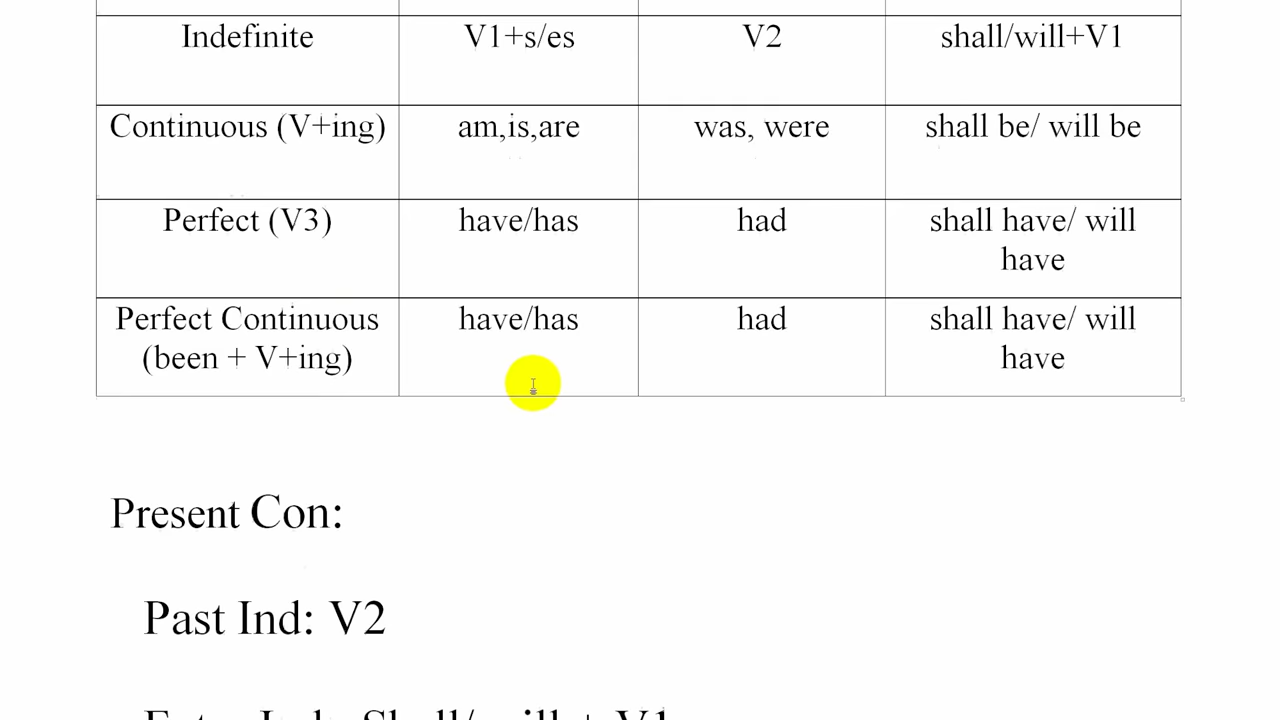 Indefinite V1+s/es V2 shall/will+V1
Continuous (V+ing) am,is,are was, were shall be/ will be
Perfect (V3) have/has had shall have/ will
have
Perfect Continuous have/has had shall have/ will
(been + V+ing) have
Present Con:
Past Ind: V2